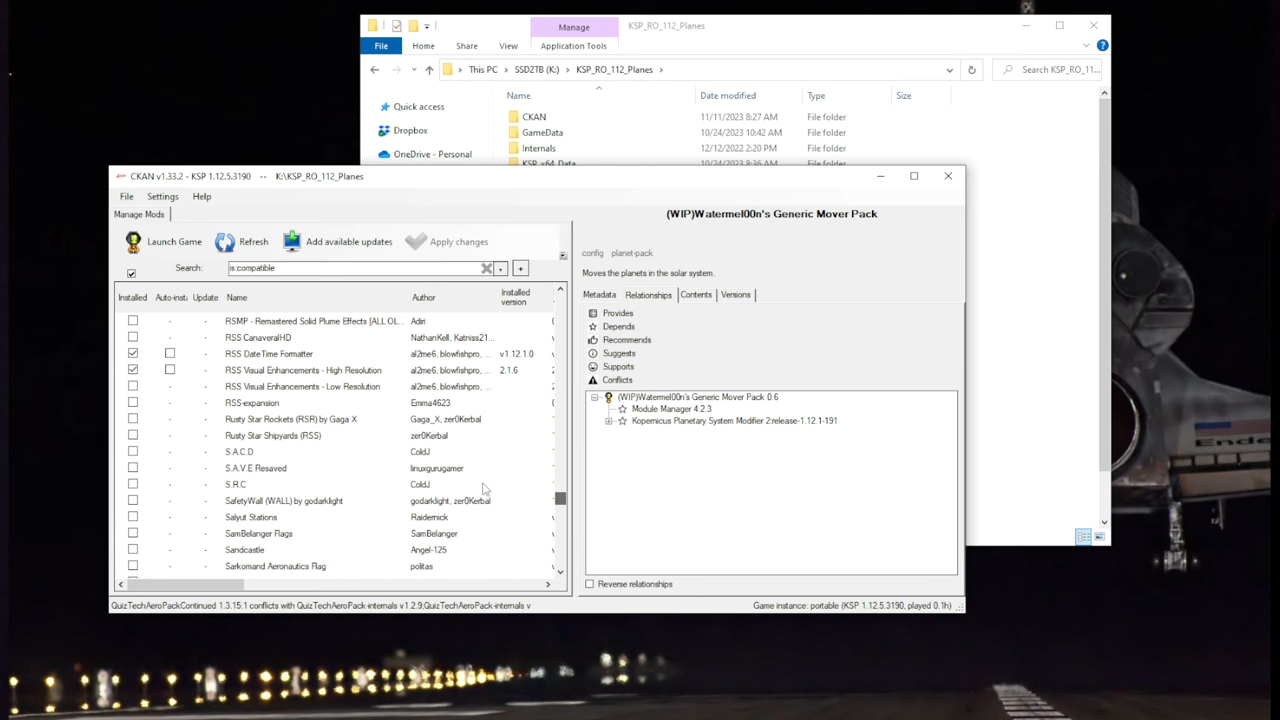 KSP_RO_112_Planes
Manage
File
Home
Share
View
Application Tools
This PC
SSD2TB (K:)
KSP_RO_112_Planes
Search KSP_RO_11...
Name
Date modified
Type
Size
Quick access
Dropbox
OneDrive - Personal
CKAN
11/11/2023 8:27 AM
File folder
GameData
10/24/2023 10:42 AM
File folder
Internals
12/12/2022 2:20 PM
File folder
KSP_x64_Data
10/24/2023 8:36 AM
File folder
CKAN v1.33.2 - KSP 1.12.5.3190 -- K:\KSP_RO_112_Planes
File Settings Help
Manage Mods
Launch Game
Refresh
Add available updates
Apply changes
Search:
is:compatible
Installed Auto-insta Update Name Author Installed version
RSMP - Remastered Solid Plume Effects [ALL OL... Adiri
RSS CanaveralHD NathanKell, Katniss21...
RSS DateTime Formatter al2me6, blowfishpro, ... v1.12.1.0
RSS Visual Enhancements - High Resolution al2me6, blowfishpro, ... 2.1.6
RSS Visual Enhancements - Low Resolution al2me6, blowfishpro, ...
RSS-expansion Emma4623
Rusty Star Rockets (RSR) by Gaga X Gaga_X, zer0Kerbal
Rusty Star Shipyards (RSS) zer0Kerbal
S.A.C.D ColdJ
S.A.V.E Resaved linuxgurugamer
S.R.C ColdJ
SafetyWall (WALL) by godarklight godarklight, zer0Kerbal
Salyut Stations Raidernick
SamBelanger Flags SamBelanger
Sandcastle Angel-125
Sarkomand Aeronautics Flag politas
(WIP)Watermel00n's Generic Mover Pack
config planet-pack
Moves the planets in the solar system.
Metadata Relationships Contents Versions
Provides
Depends
Recommends
Suggests
Supports
Conflicts
(WIP)Watermel00n's Generic Mover Pack 0.6
Module Manager 4.2.3
Kopernicus Planetary System Modifier 2:release-1.12.1-191
Reverse relationships
QuizTechAeroPackContinued 1.3.15.1 conflicts with QuizTechAeroPack-internals v1.2.9;QuizTechAeroPack-internals v
Game instance: portable (KSP 1.12.5.3190, played 0.1h)